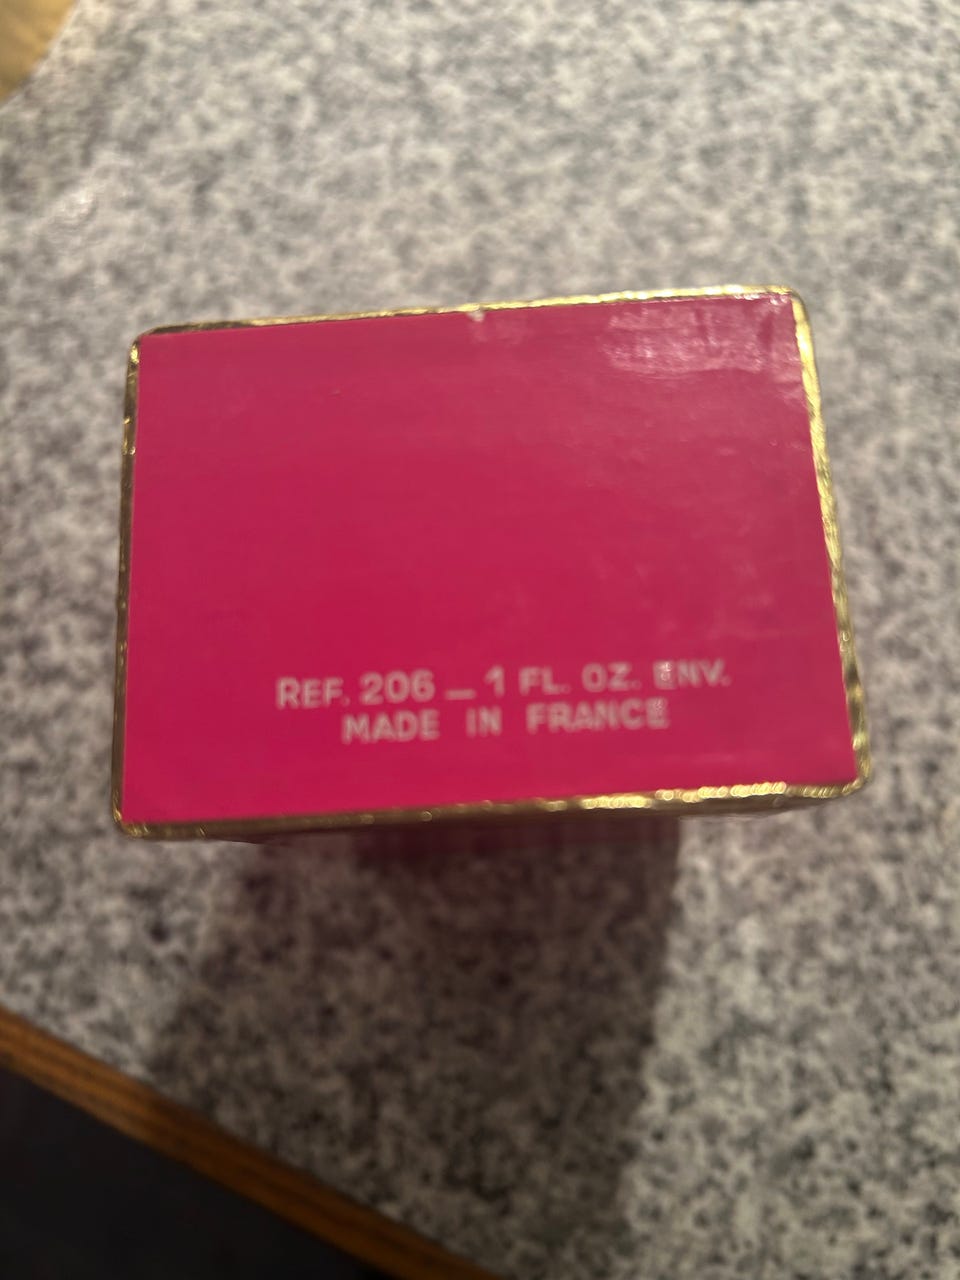 REF. 206 — 1 FL. OZ. ENV.
MADE IN FRANCE